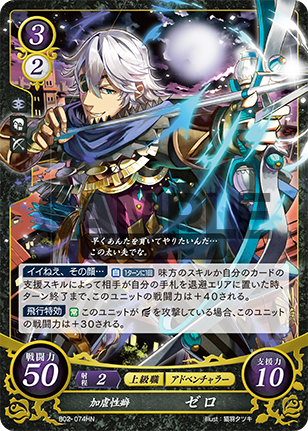 3
2
SAMPLE
早くあんたを貫いてやりたいんだ…
この太い矢でな。
イイねえ、その顔… 自 1ターンに1回 味方のスキルか自分のカードの
支援スキルによって相手が自分の手札を退避エリアに置いた時、
ターン終了まで、このユニットの戦闘力は+40される。
飛行特効 常 このユニットが を攻撃している場合、このユニット
の戦闘力は+30される。
戦闘力 50
射程 2
上級職 アドベンチャラー
支援力 10
加虐性癖 ゼロ
B02-074HN
Illust:猫羽タツキ